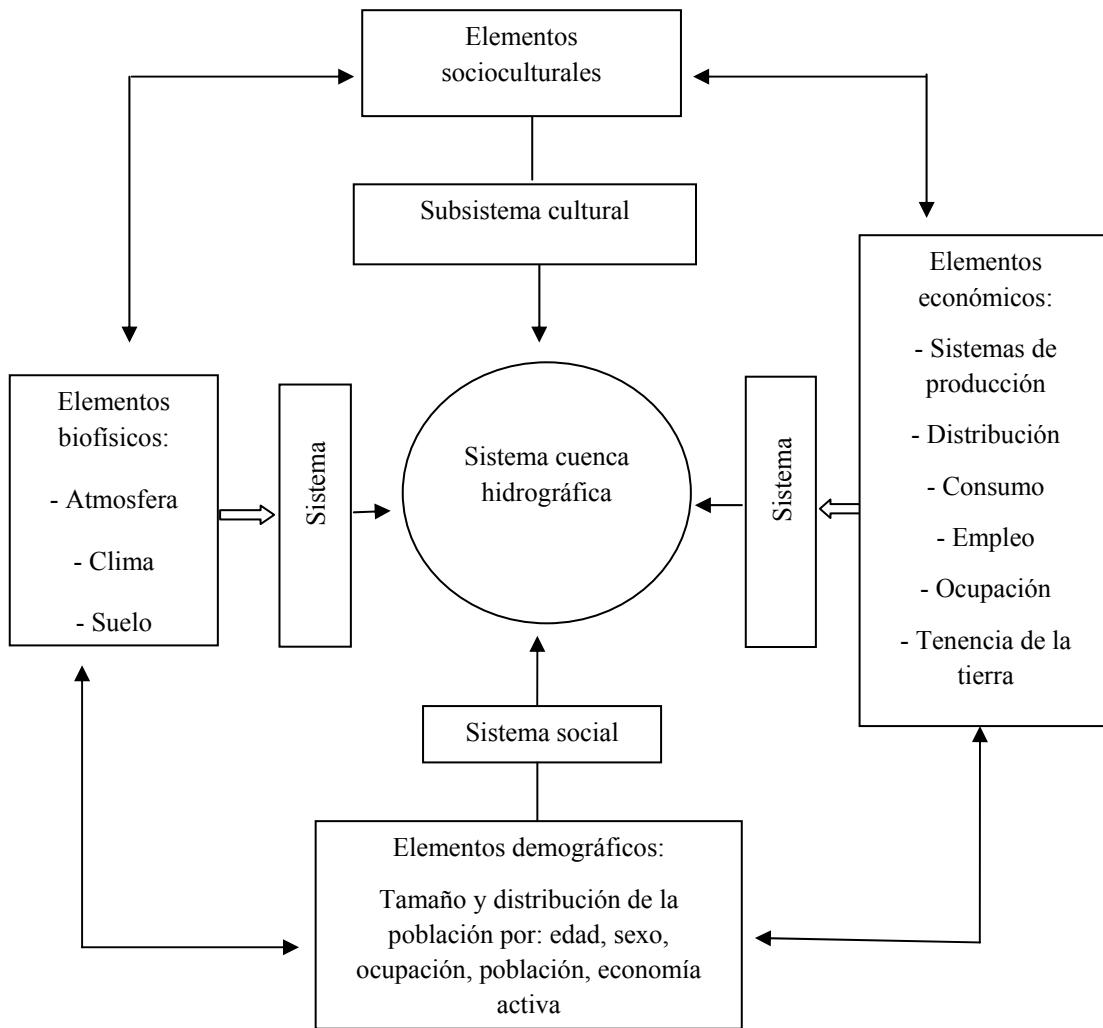 Elementos
socioculturales
Subsistema cultural
Elementos
económicos:
- Sistemas de
producción
- Distribución
- Consumo
- Empleo
- Ocupación
- Tenencia de la
tierra
Elementos
biofísicos:
- Atmosfera
- Clima
- Suelo
Sistema
Sistema cuenca
hidrográfica
Sistema
Sistema social
Elementos demográficos:
Tamaño y distribución de la
población por: edad, sexo,
ocupación, población, economía
activa